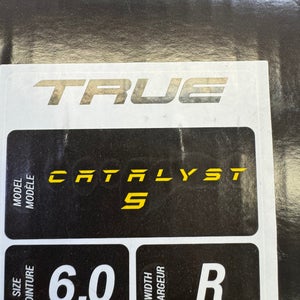 TRUE
MODEL
MODÈLE
CATALYST
5
SIZE
POINTURE
6.0
WIDTH
LARGEUR
R